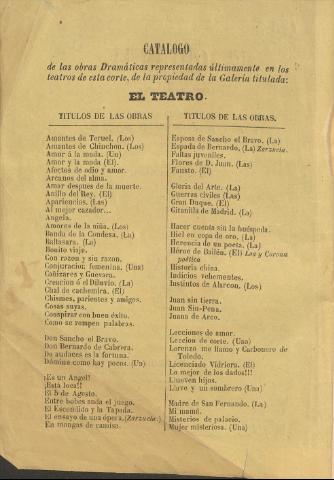 CATALOGO
de las obras Dramáticas representadas últimamente en los
teatros de esta corte, de la propiedad de la Galería titulada:
EL TEATRO.
TITULOS DE LAS OBRAS
Amantes de Teruel. (Los)
Amantes de Chinchon. (Los)
Amor á la moda. (Un)
Amor y la moda. (El)
Afectos de odio y amor.
Arcanos del alma.
Amar despues de la muerte.
Anillo del Rey. (El)
Apariencias. (Las)
Al mejor cazador...
Angela.
Amores de la niña. (Los)
Banda de la Condesa. (La)
Baltasara. (La)
Bonito viaje.
Con razon y sin razon.
Conjuracion femenina. (Una)
Cañizares y Guevara.
Creacion ó el Diluvio. (La)
Chal de cachemira. (El)
Chismes, parientes y amigos.
Cosas suyas.
Conspirar con buen éxito.
Como se rompen palabras.
Don Sancho el Bravo.
Don Bernardo de Cabrera.
De audaces es la fortuna.
Dómine como hay pocos. (Un)
¡Es un Angel!
¡Está loca!!
El 5 de Agosto.
Entre bobos anda el juego.
El Escondido y la Tapada.
El ensayo de una ópera. (Zarzuela.)
En mangas de camisa.
TITULOS DE LAS OBRAS.
Esposa de Sancho el Bravo. (La)
Espada de Bernardo. (La) Zarzuela.
Faltas juveniles.
Flores de D. Juan. (Las)
Fausto. (El)
Gloria del Arte. (La)
Guerras civiles (Las)
Gran Duque. (El)
Gitanilla de Madrid. (La)
Hacer cuenta sin la huéspeda.
Hiel en copa de oro. (La)
Herencia de un poeta. (La)
Héroe de Bailén. (El) Loa y Corona
poética
Historia china.
Indicios vehementes.
Instintos de Alarcon. (Los)
Juan sin tierra.
Juan Sin-Pena.
Juana de Arco.
Lecciones de amor.
Leccion de corte. (Una)
Lorenzo me llamo y Carbonero de
Toledo.
Licenciado Vidriera. (El)
Lo mejor de los dados!!!
Llueven hijos.
Llave y un sombrero (Una)
Madre de San Fernando. (La)
Mi mamá.
Misterios de palacio.
Mujer misteriosa. (Una)